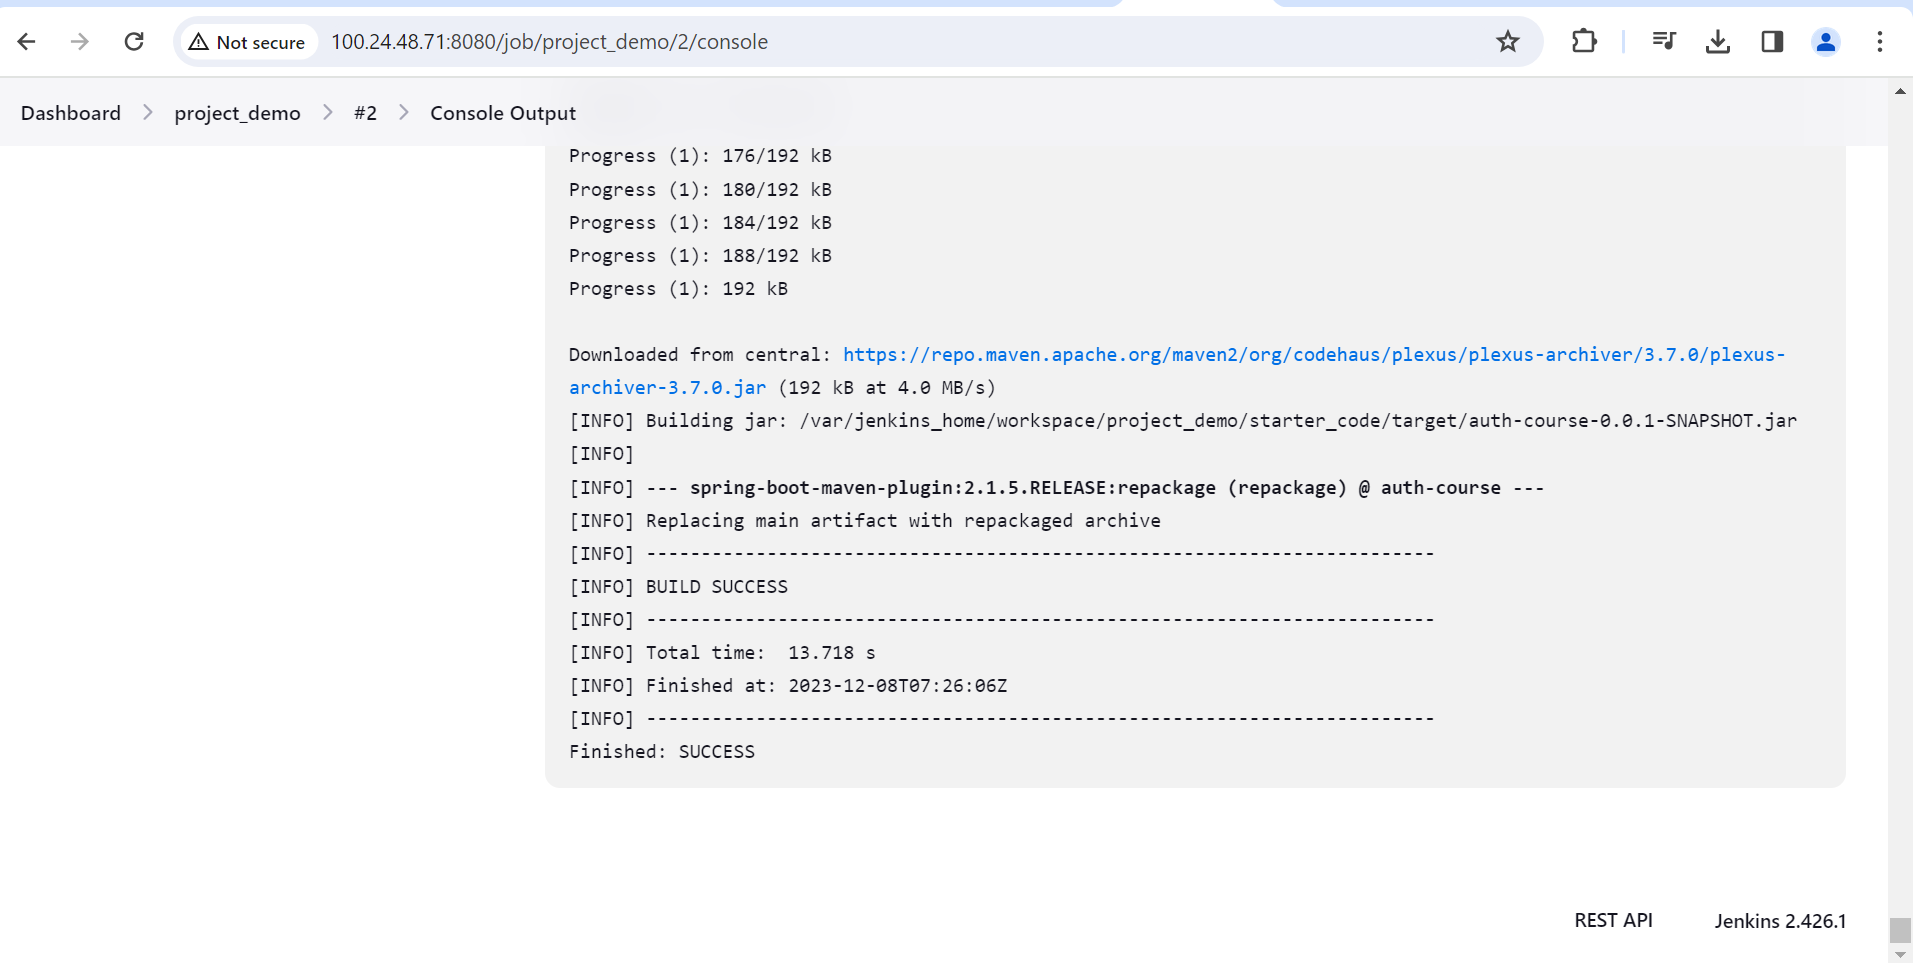 Not secure 100.24.48.71:8080/job/project_demo/2/console
Dashboard > project_demo > #2 > Console Output
Progress (1): 176/192 kB
Progress (1): 180/192 kB
Progress (1): 184/192 kB
Progress (1): 188/192 kB
Progress (1): 192 kB
Downloaded from central: https://repo.maven.apache.org/maven2/org/codehaus/plexus/plexus-archiver/3.7.0/plexus-
archiver-3.7.0.jar (192 kB at 4.0 MB/s)
[INFO] Building jar: /var/jenkins_home/workspace/project_demo/starter_code/target/auth-course-0.0.1-SNAPSHOT.jar
[INFO]
[INFO] --- spring-boot-maven-plugin:2.1.5.RELEASE:repackage (repackage) @ auth-course ---
[INFO] Replacing main artifact with repackaged archive
[INFO] ------------------------------------------------------------------------
[INFO] BUILD SUCCESS
[INFO] ------------------------------------------------------------------------
[INFO] Total time:  13.718 s
[INFO] Finished at: 2023-12-08T07:26:06Z
[INFO] ------------------------------------------------------------------------
Finished: SUCCESS
REST API Jenkins 2.426.1